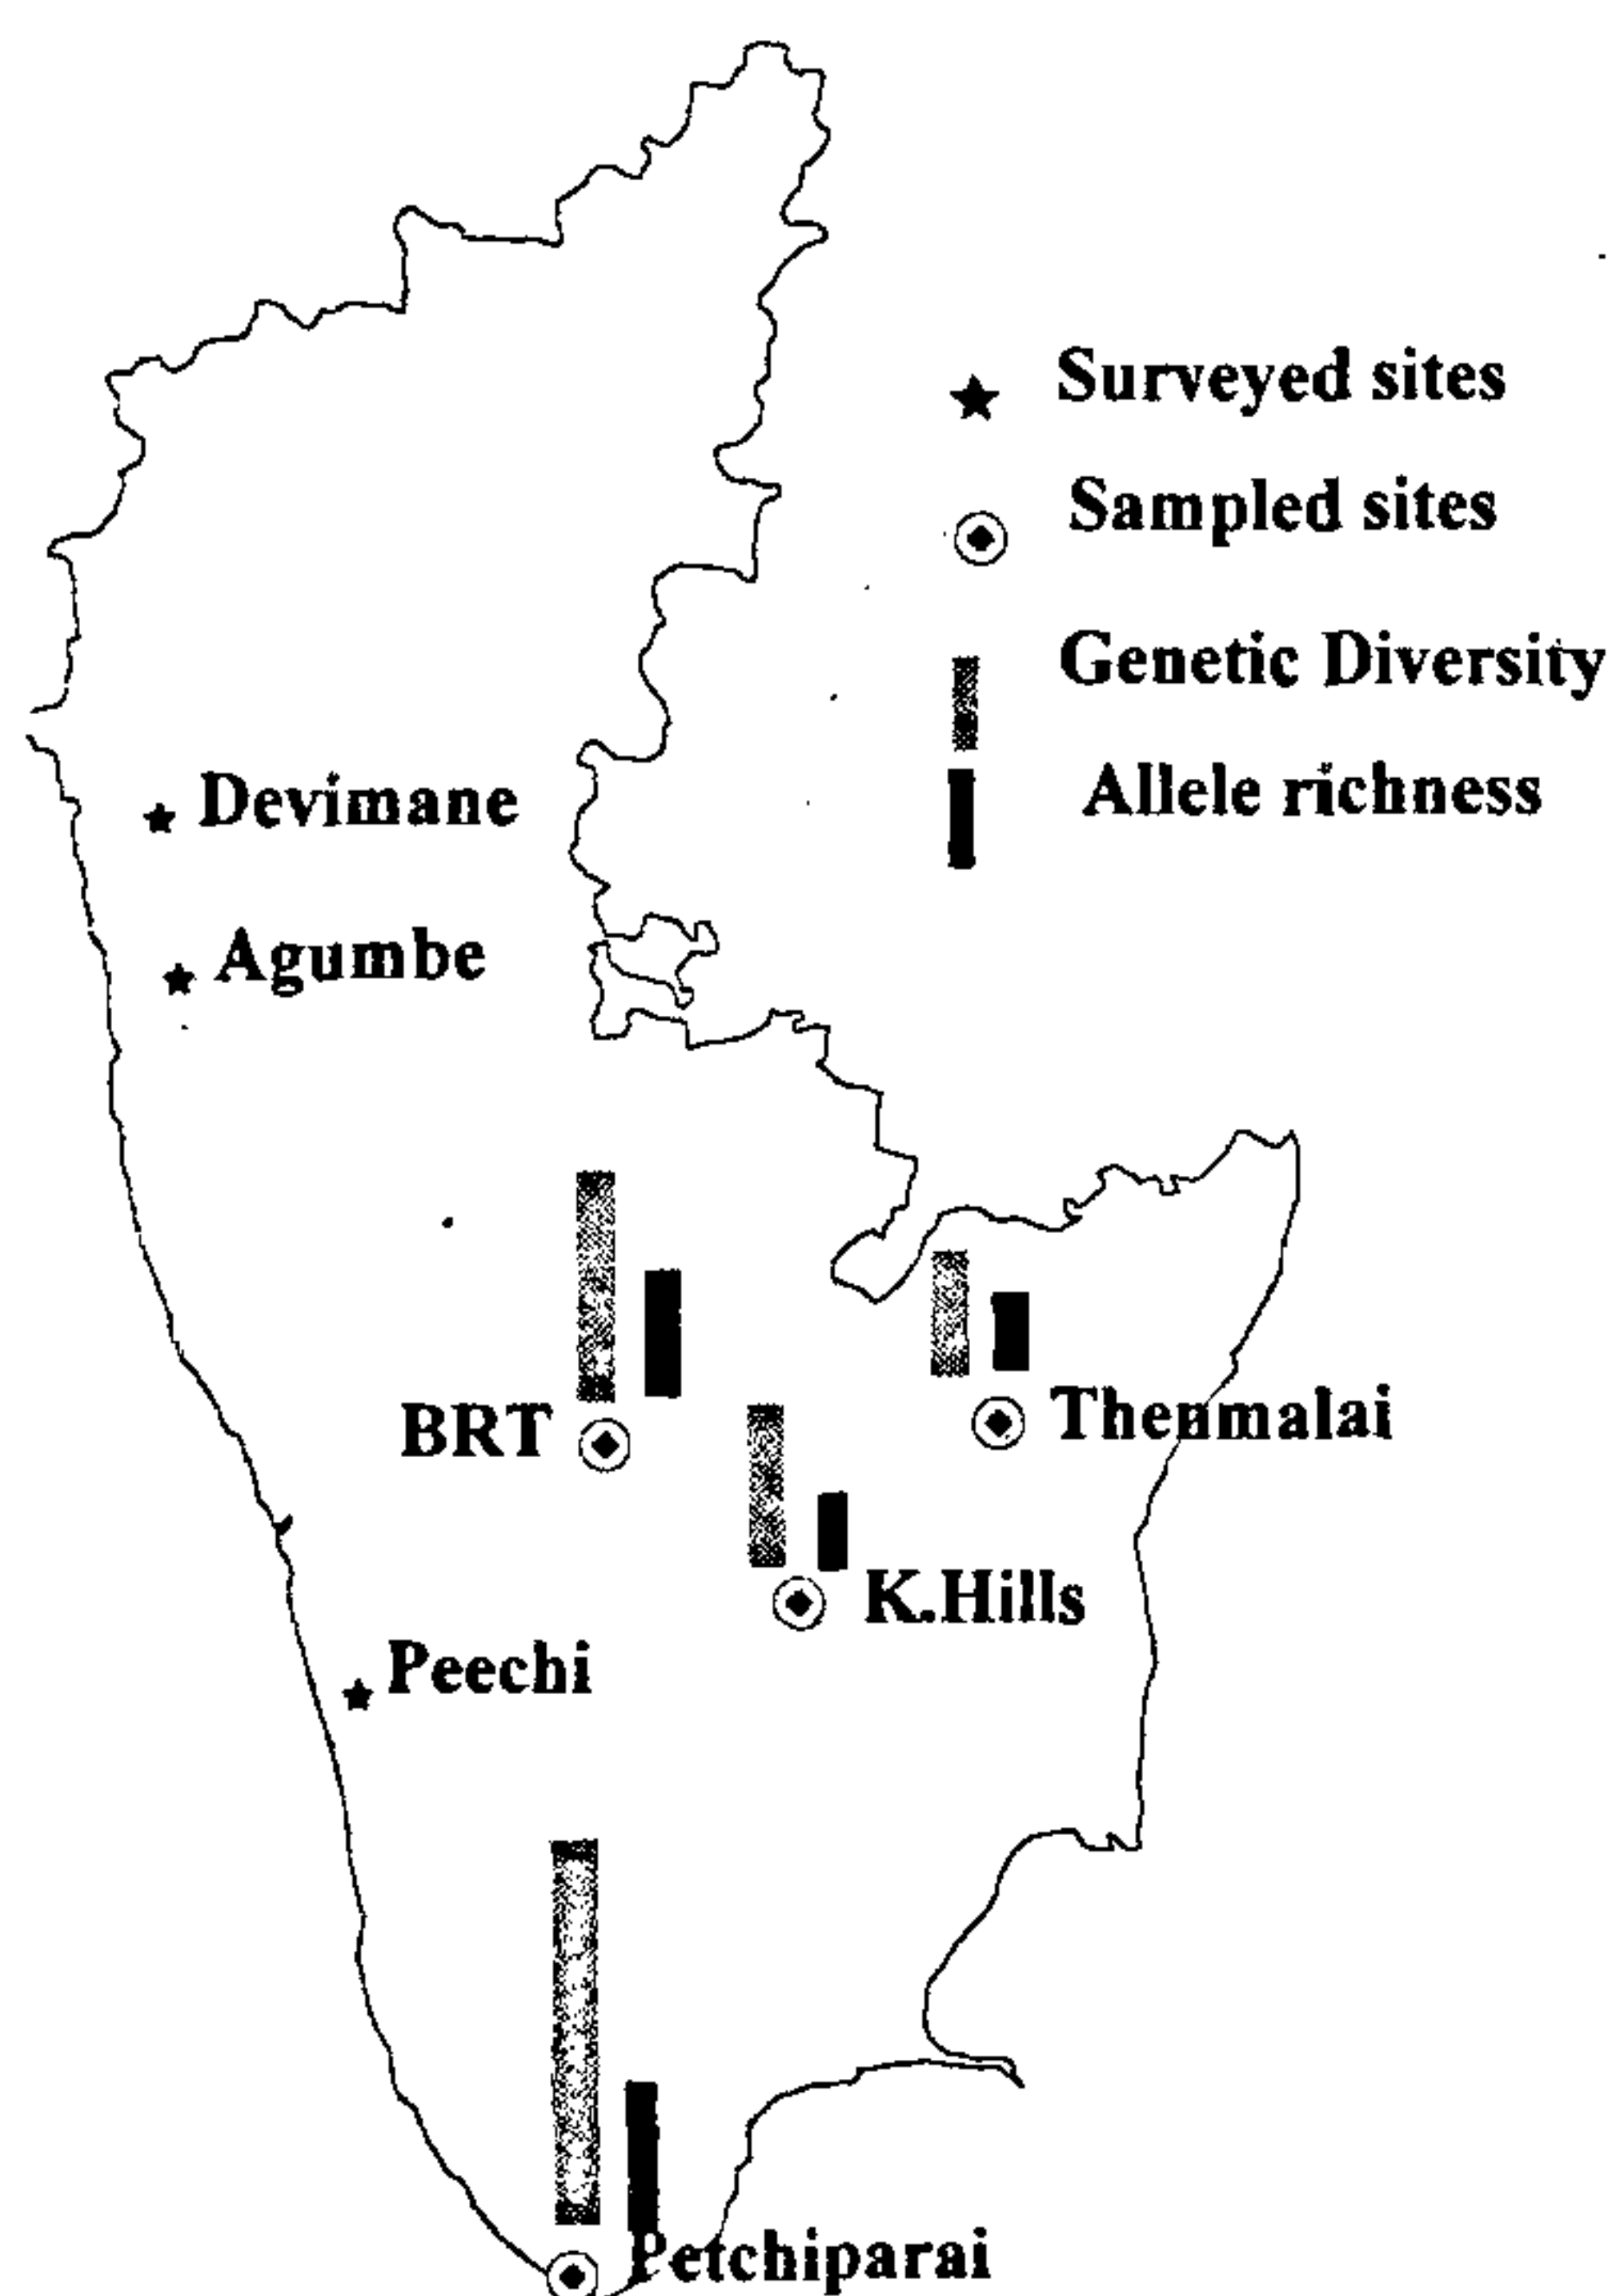 Surveyed sites
Sampled sites
Genetic Diversity
Allele richness
Devimane
Agumbe
BRT
Thenmalai
K.Hills
Peechi
Petchiparai